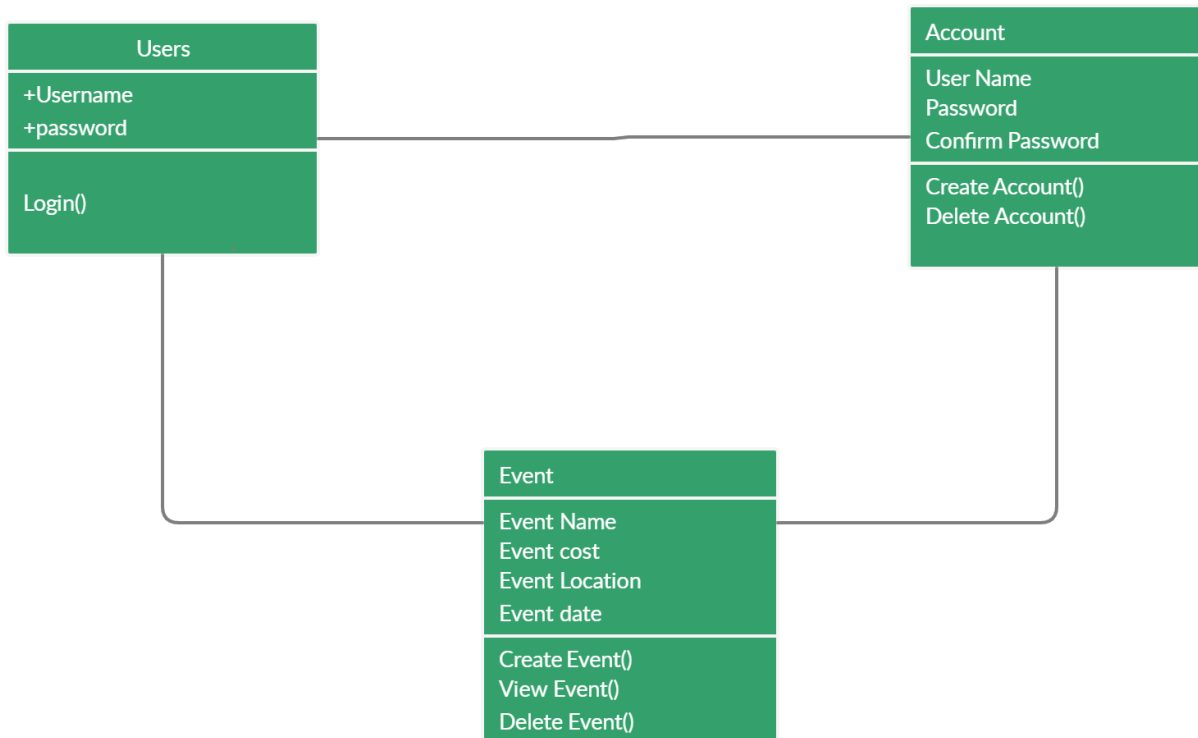 Users
+Username
+password
Login()
Account
User Name
Password
Confirm Password
Create Account()
Delete Account()
Event
Event Name
Event cost
Event Location
Event date
Create Event()
View Event()
Delete Event()